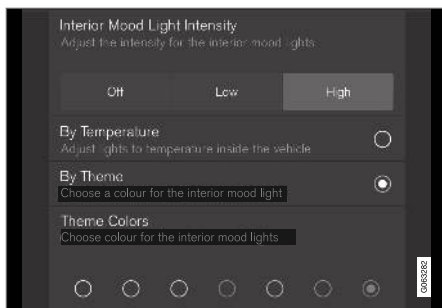 Interior Mood Light Intensity
Adjust the intensity for the interior mood lights
Off Low High
By Temperature
Adjust lights to temperature inside the vehicle
By Theme
Choose a colour for the interior mood light
Theme Colors
Choose colour for the interior mood lights
G063282